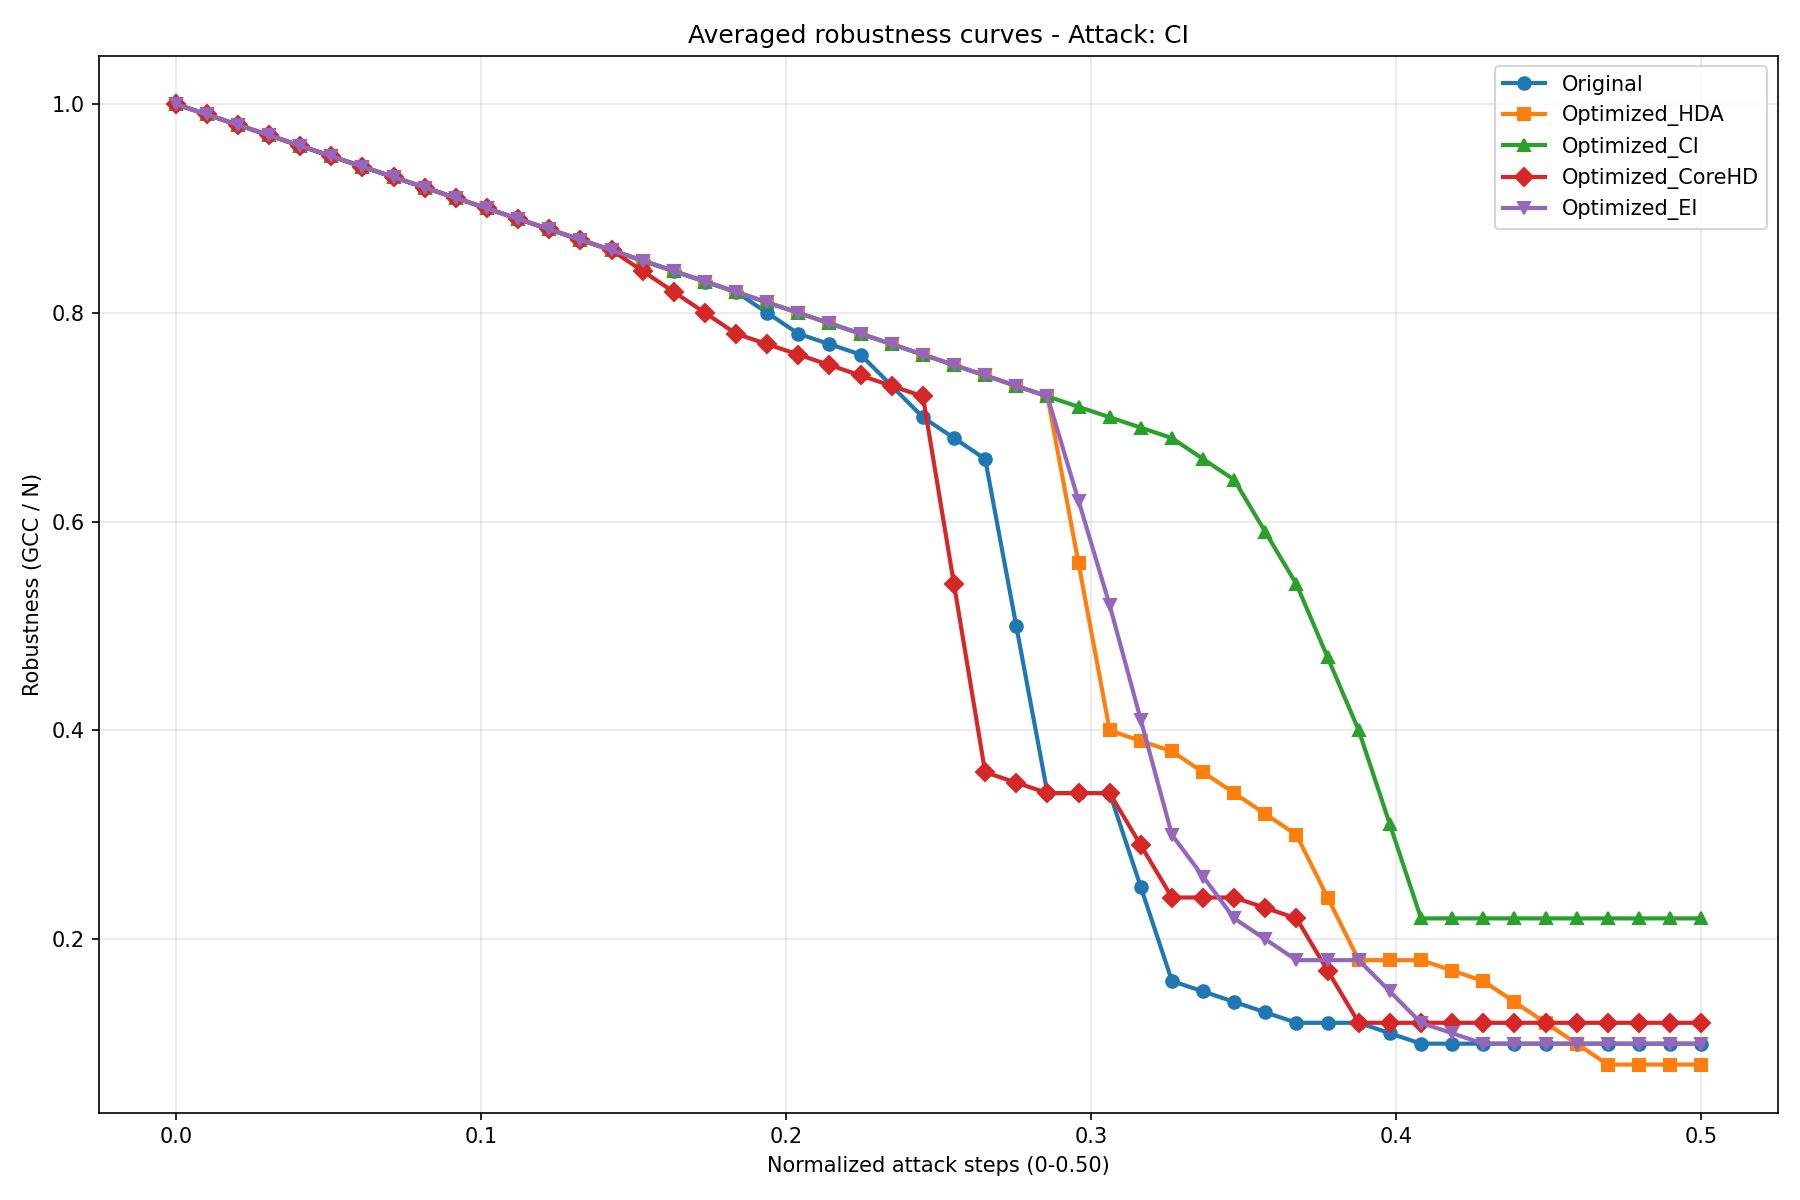 Averaged robustness curves - Attack: CI
Original
Optimized_HDA
Optimized_CI
Optimized_CoreHD
Optimized_EI
Robustness (GCC / N)
1.0
0.8
0.6
0.4
0.2
0.0 0.1 0.2 0.3 0.4 0.5
Normalized attack steps (0-0.50)